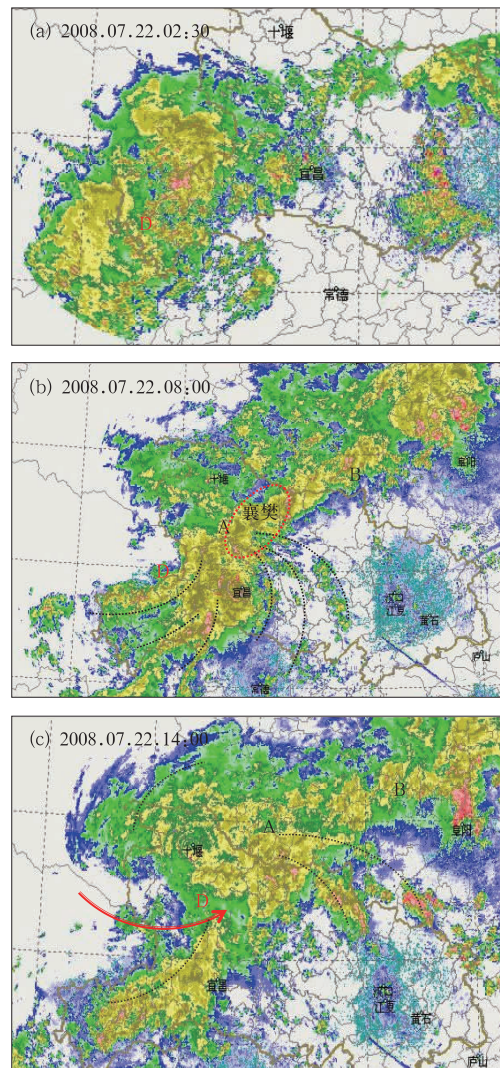 (a) 2008.07.22.02:30
十堰
宜昌
D
常德
(b) 2008.07.22.08:00
阜阳
十堰
B
A
襄樊
D
宜昌
汉口
江夏
黄石
庐山
常德
(c) 2008.07.22.14:00
B
A
阜阳
十堰
D
宜昌
汉口
江夏
黄石
庐山